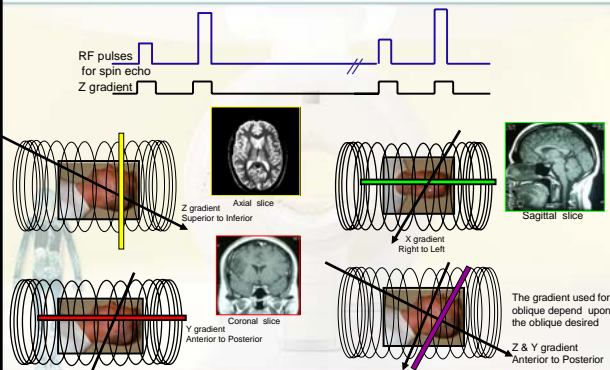 RF pulses
for spin echo
Z gradient
Z gradient
Superior to Inferior
Axial slice
X gradient
Right to Left
Sagittal slice
Y gradient
Anterior to Posterior
Coronal slice
The gradient used for
oblique depend upon
the oblique desired
Z & Y gradient
Anterior to Posterior